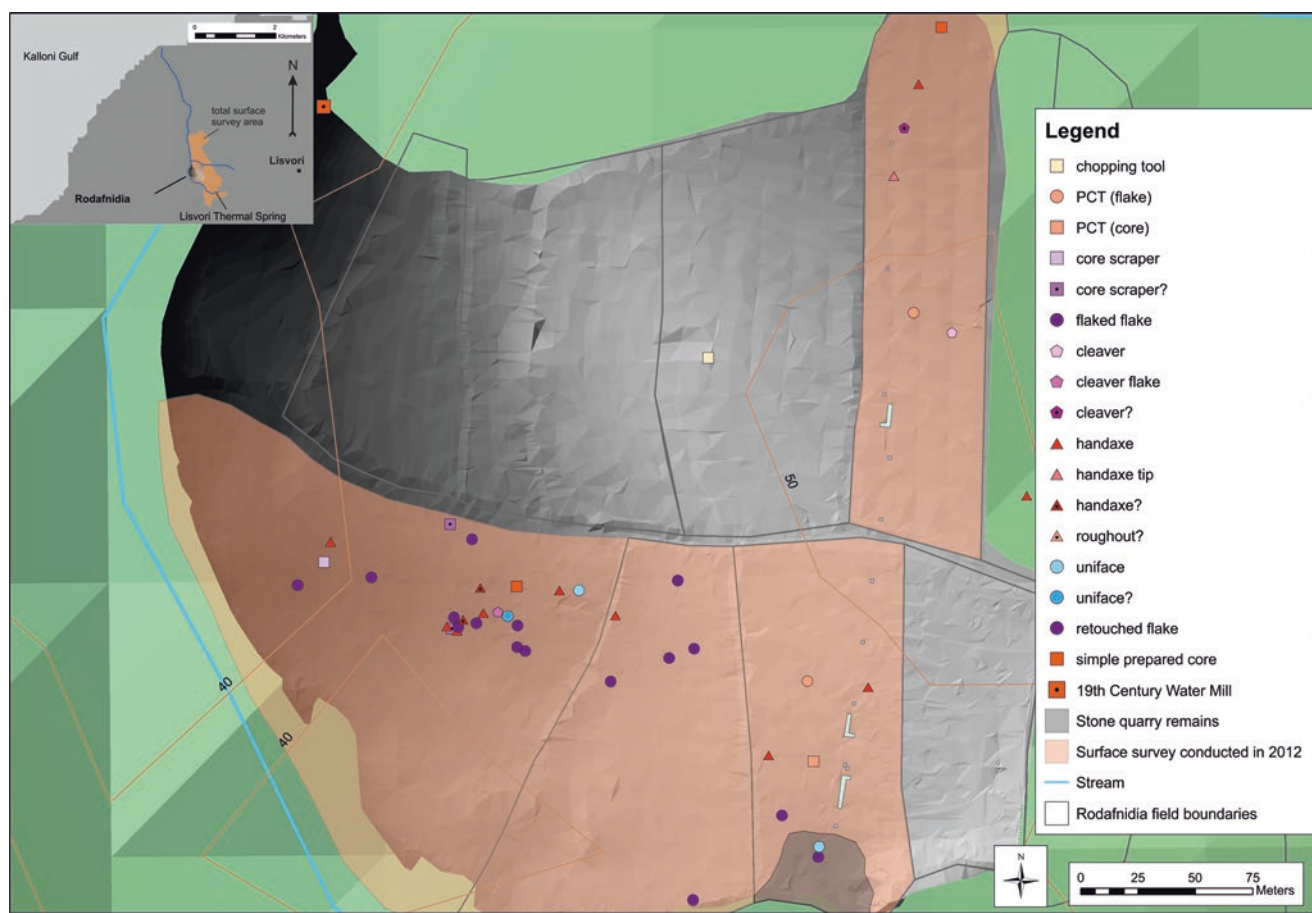 0 2
Kilometers
Kalloni Gulf
N
total surface
survey area
Lisvori
Rodafnidia
Lisvori Thermal Spring
50
40
40
Legend
chopping tool
PCT (flake)
PCT (core)
core scraper
core scraper?
flaked flake
cleaver
cleaver flake
cleaver?
handaxe
handaxe tip
handaxe?
roughout?
uniface
uniface?
retouched flake
simple prepared core
19th Century Water Mill
Stone quarry remains
Surface survey conducted in 2012
Stream
Rodafnidia field boundaries
N
0 25 50 75
Meters